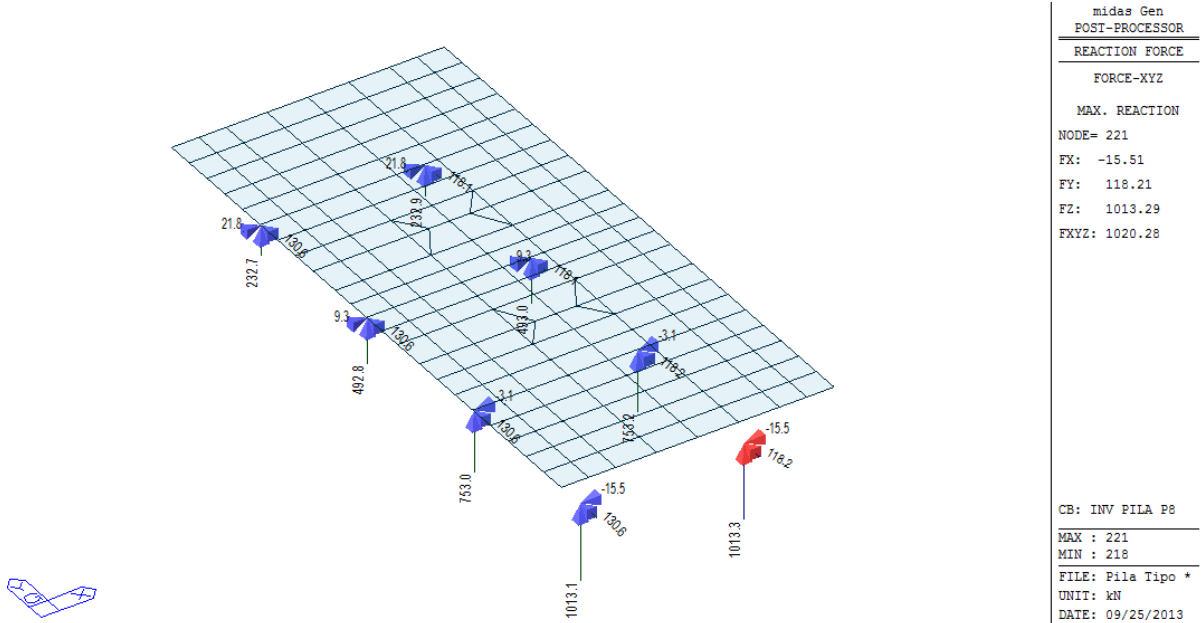 midas Gen
POST-PROCESSOR
REACTION FORCE
FORCE-XYZ
MAX. REACTION
NODE= 221
FX: -15.51
FY: 118.21
FZ: 1013.29
FXYZ: 1020.28
CB: INV PILA P8
MAX : 221
MIN : 218
FILE: Pila Tipo *
UNIT: kN
DATE: 09/25/2013
21.8
118.1
232.9
21.8
130.6
232.7
9.3
118.1
493.0
9.3
130.6
492.8
-3.1
118.2
753.2
-3.1
130.6
753.0
-15.5
118.2
1013.3
-15.5
130.6
1013.1
Y
X